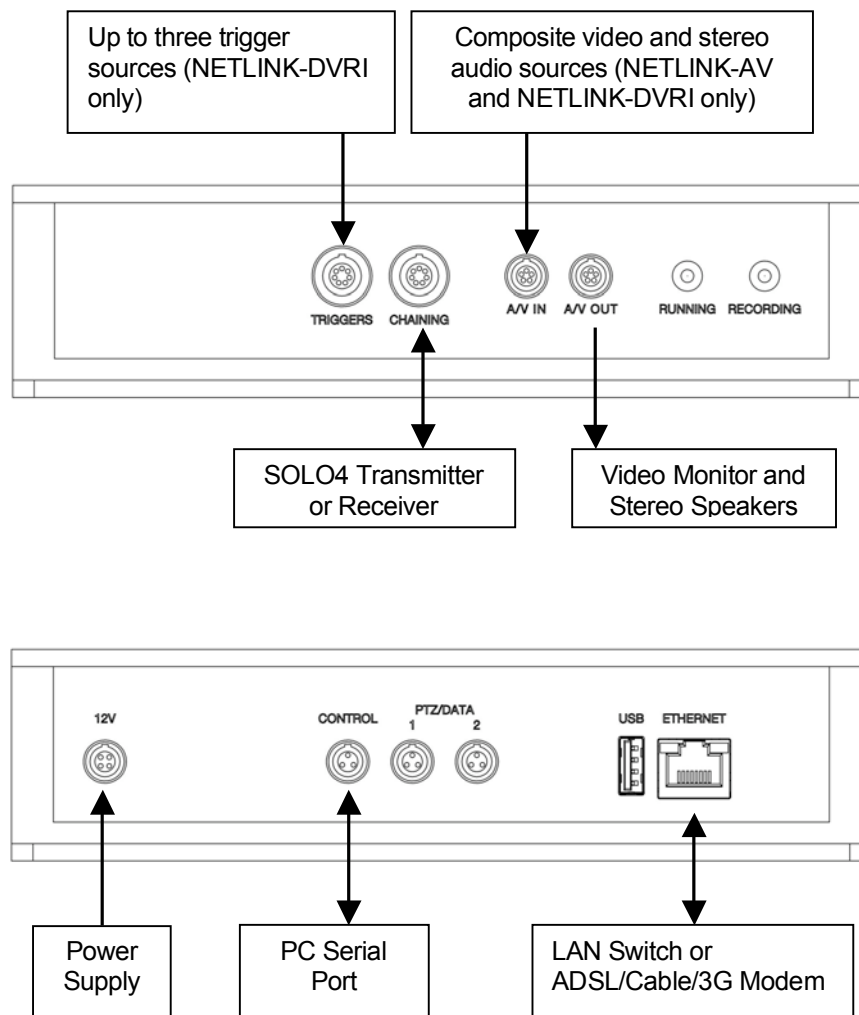 Up to three trigger
sources (NETLINK-DVRI
only)
Composite video and stereo
audio sources (NETLINK-AV
and NETLINK-DVRI only)
TRIGGERS
CHAINING
A/V IN
A/V OUT
RUNNING
RECORDING
SOLO4 Transmitter
or Receiver
Video Monitor and
Stereo Speakers
12V
CONTROL
PTZ/DATA
1
2
USB
ETHERNET
Power
Supply
PC Serial
Port
LAN Switch or
ADSL/Cable/3G Modem